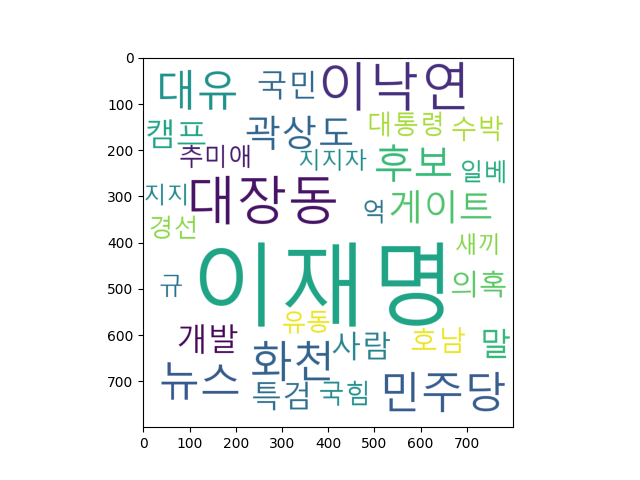 0
100
200
300
400
500
600
700
대유 국민 이낙연
캠프 곽상도 대통령 수박
추미애 지지자 후보 일베
지지 대장동 억 게이트
경선 새끼
규 이재명 의혹
유동
개발 사람 호남 말
화천
뉴스 특검 국힘 민주당
0 100 200 300 400 500 600 700